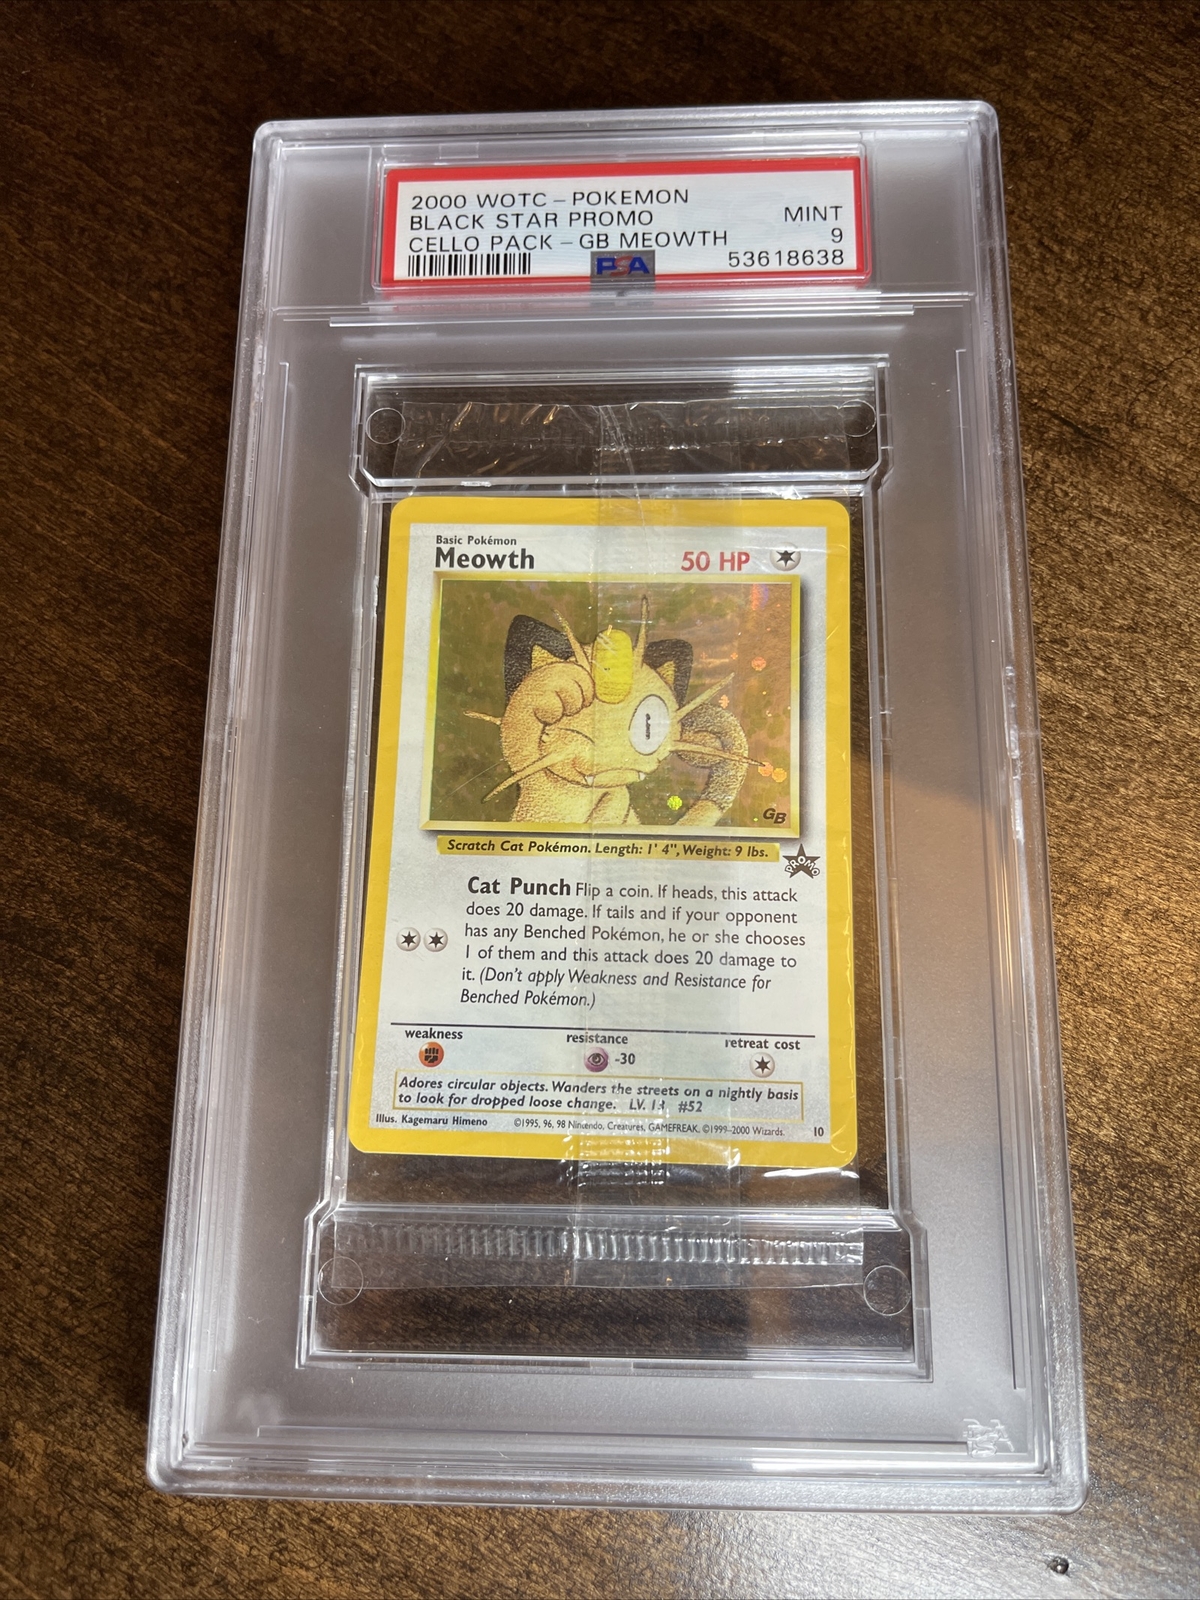 2000 WOTC - POKEMON
BLACK STAR PROMO MINT
CELLO PACK - GB MEOWTH 9
PSA 53618638
Basic Pokémon
Meowth 50 HP
GB
Scratch Cat Pokémon. Length: 1' 4", Weight: 9 lbs.
PROMO
Cat Punch Flip a coin. If heads, this attack
does 20 damage. If tails and if your opponent
has any Benched Pokémon, he or she chooses
1 of them and this attack does 20 damage to
it. (Don't apply Weakness and Resistance for
Benched Pokémon.)
weakness resistance retreat cost
-30
Adores circular objects. Wanders the streets on a nightly basis
to look for dropped loose change. LV. 13 #52
Illus. Kagemaru Himeno ©1995, 96, 98 Nintendo, Creatures, GAMEFREAK. ©1999-2000 Wizards. 10